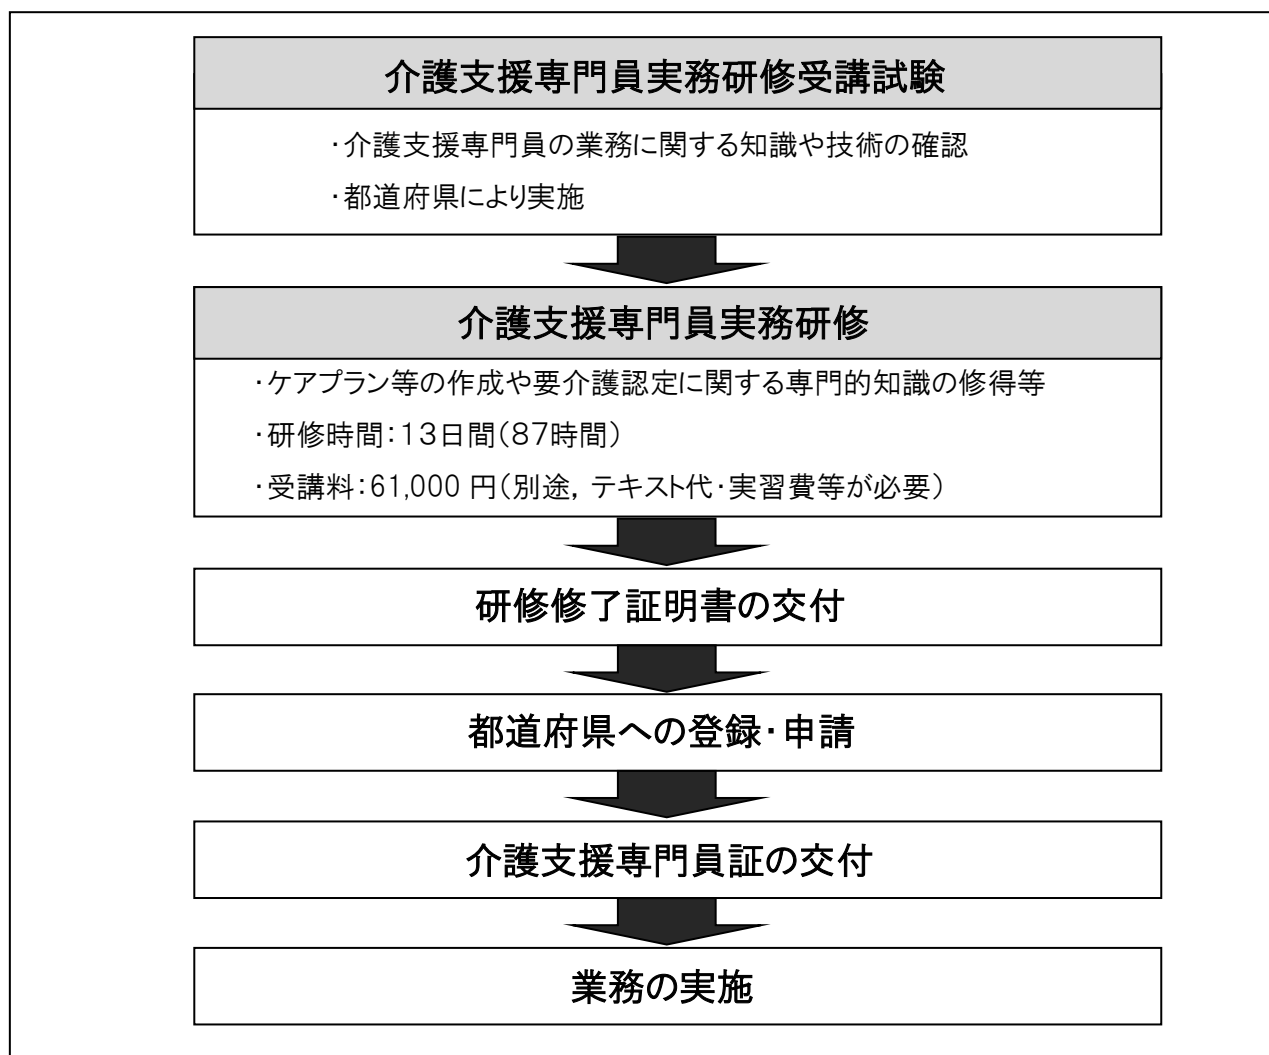 介護支援専門員実務研修受講試験
・介護支援専門員の業務に関する知識や技術の確認
・都道府県により実施
介護支援専門員実務研修
・ケアプラン等の作成や要介護認定に関する専門的知識の修得等
・研修時間：１３日間（８７時間）
・受講料：61,000 円（別途，テキスト代・実習費等が必要）
研修修了証明書の交付
都道府県への登録・申請
介護支援専門員証の交付
業務の実施